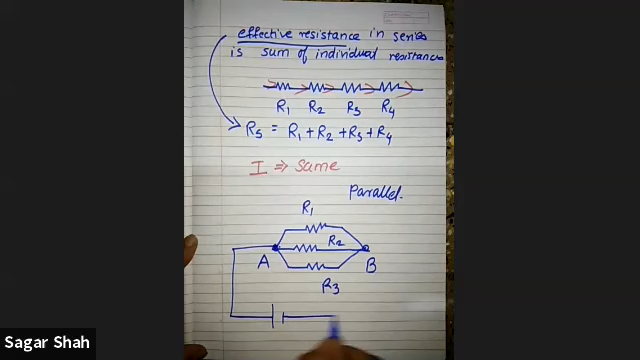 effective resistance in series
is sum of individual resistances
R1 R2 R3 R4
Rs = R1 + R2 + R3 + R4
I ⇒ same
Parallel.
R1
R2
A B
R3
Sagar Shah